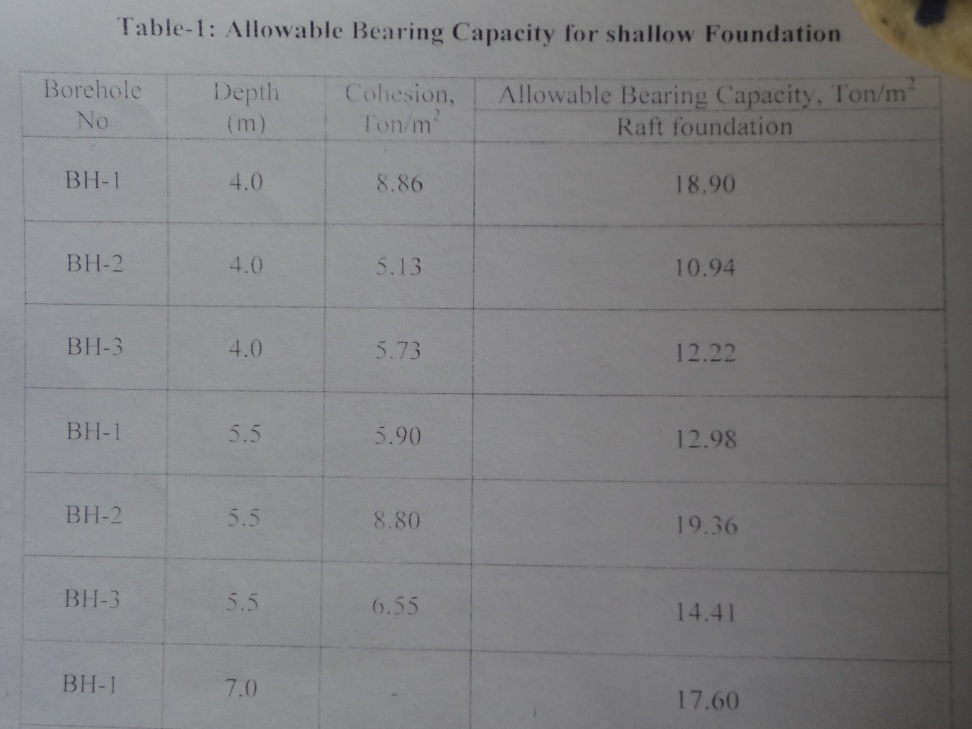 Table-1: Allowable Bearing Capacity for shallow Foundation
Borehole No Depth (m) Cohesion, Ton/m² Allowable Bearing Capacity, Ton/m²
Raft foundation
BH-1 4.0 8.86 18.90
BH-2 4.0 5.13 10.94
BH-3 4.0 5.73 12.22
BH-1 5.5 5.90 12.98
BH-2 5.5 8.80 19.36
BH-3 5.5 6.55 14.41
BH-1 7.0 - 17.60